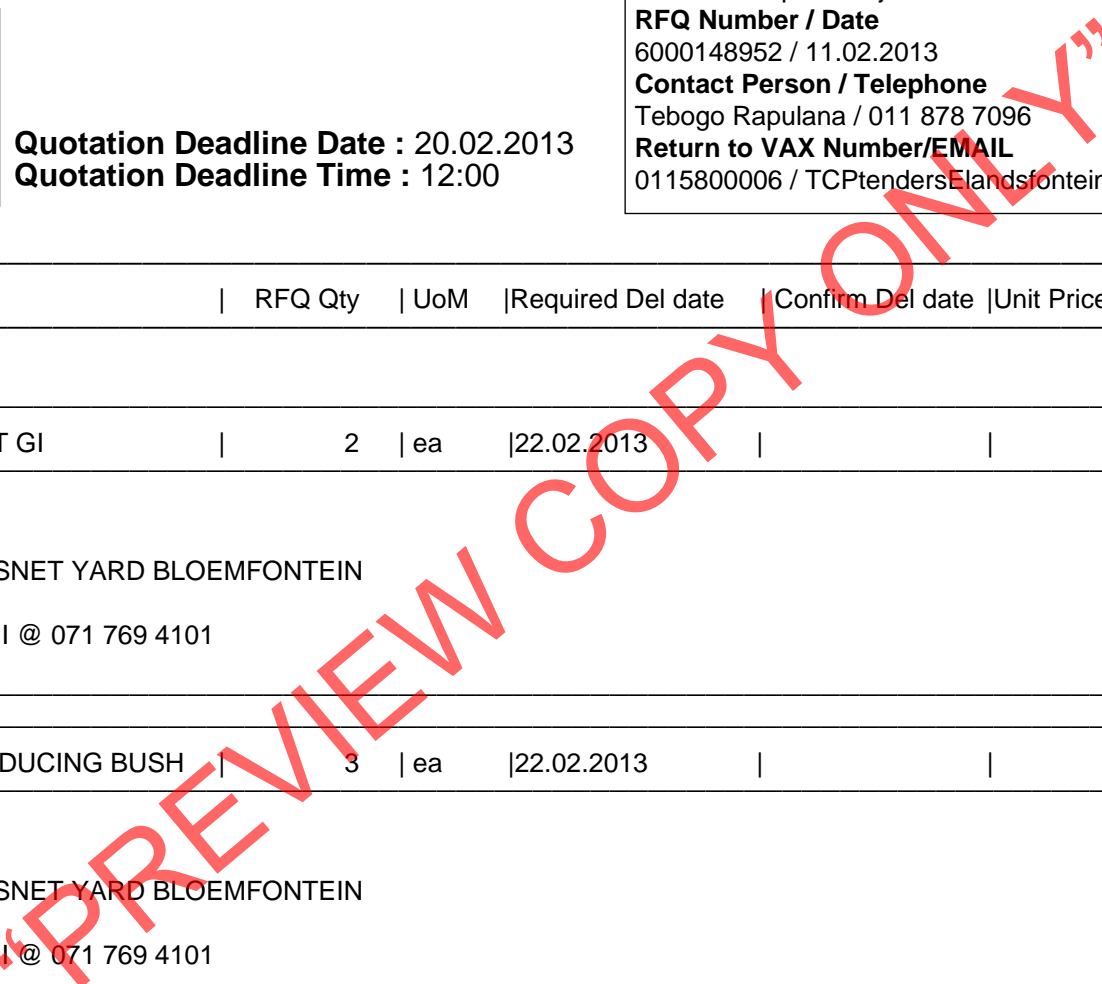 RFQ Number / Date
6000148952 / 11.02.2013
Contact Person / Telephone
Tebogo Rapulana / 011 878 7096
Return to VAX Number/EMAIL
0115800006 / TCPtendersElandsfontein
Quotation Deadline Date : 20.02.2013
Quotation Deadline Time : 12:00
| RFQ Qty | UoM |Required Del date | Confirm Del date |Unit Price
T GI | 2 | ea |22.02.2013 | |
SNET YARD BLOEMFONTEIN
I @ 071 769 4101
DUCING BUSH | 3 | ea |22.02.2013 | |
SNET YARD BLOEMFONTEIN
I @ 071 769 4101
“PREVIEW COPY ONLY”